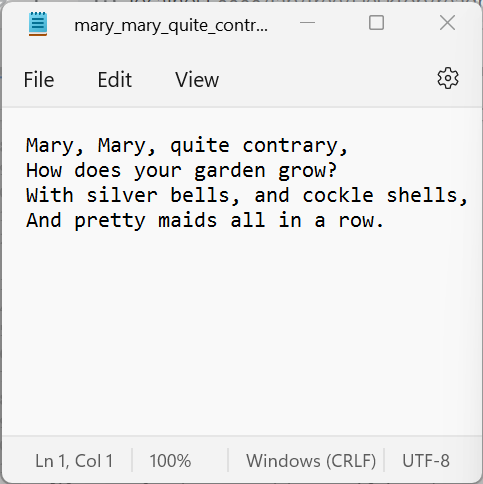 mary_mary_quite_contr...
File Edit View
Mary, Mary, quite contrary,
How does your garden grow?
With silver bells, and cockle shells,
And pretty maids all in a row.
Ln 1, Col 1 100% Windows (CRLF) UTF-8